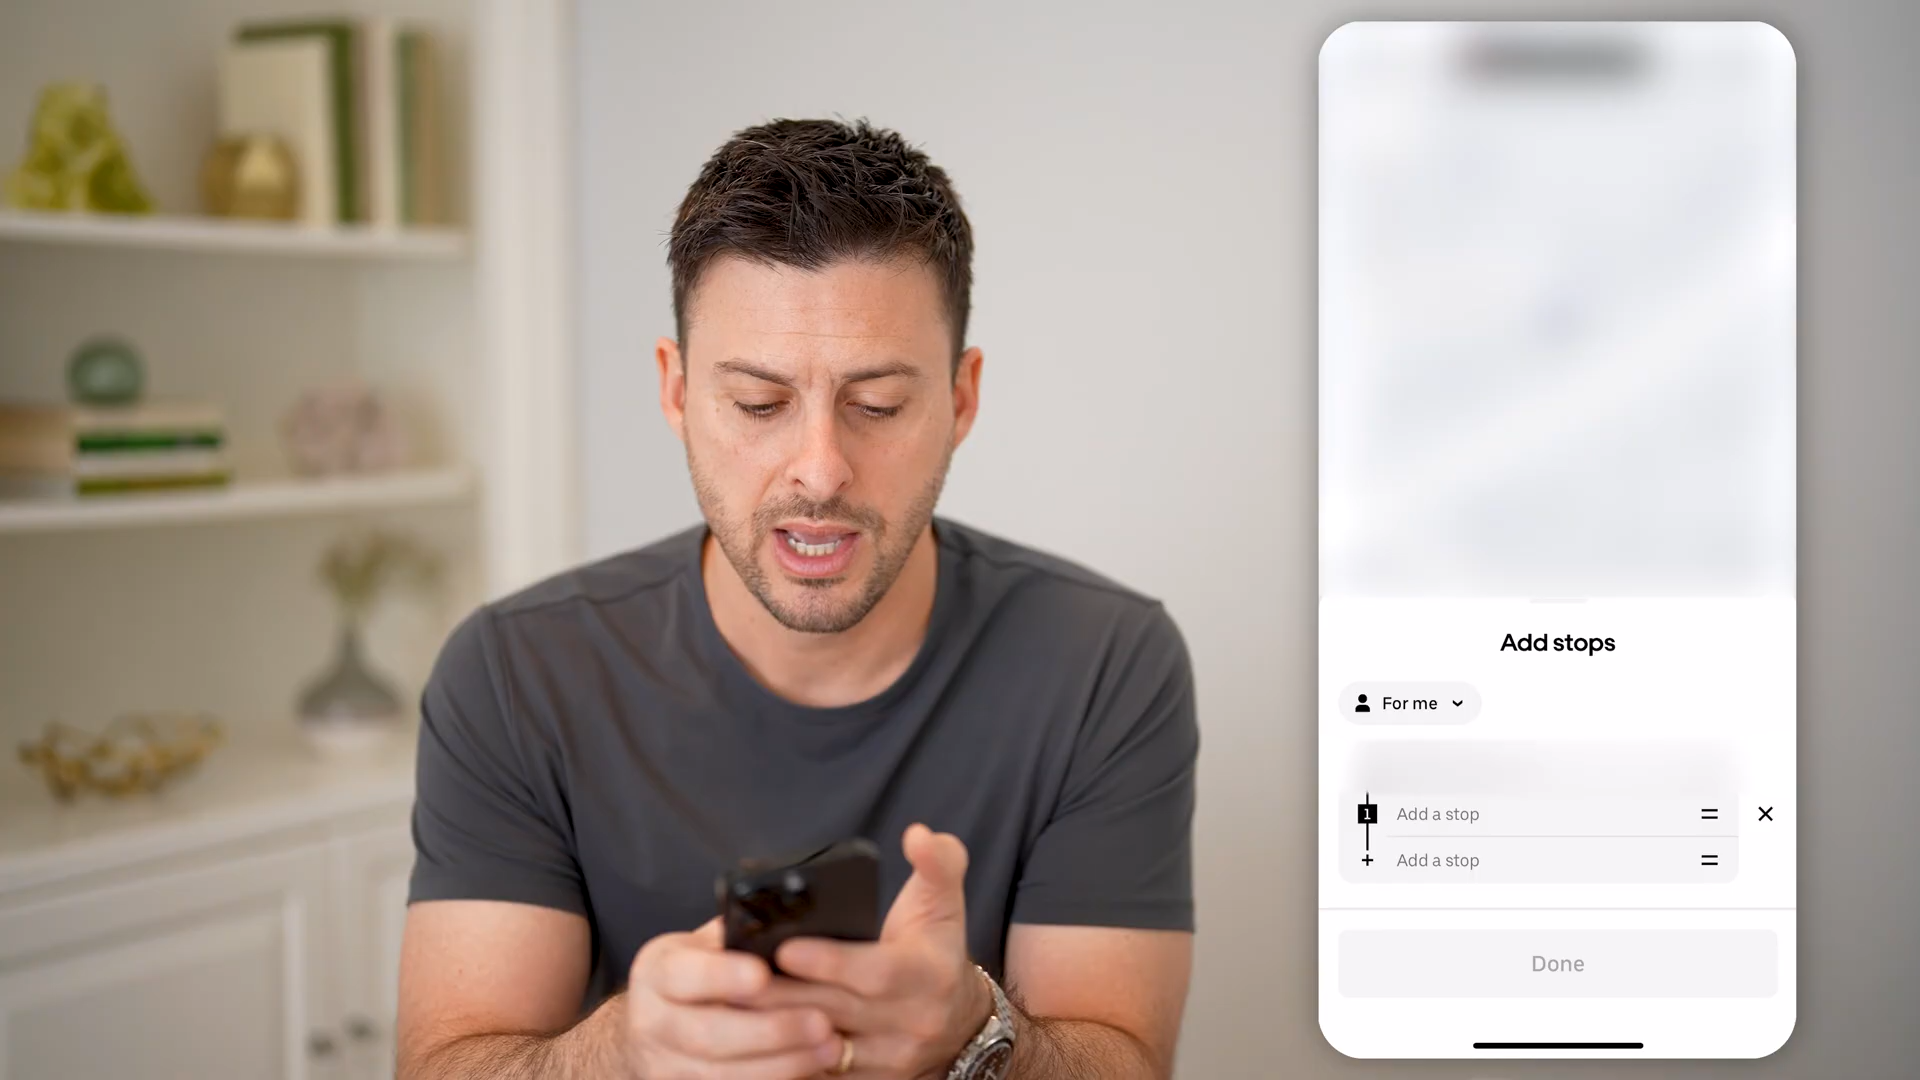 Add stops
For me
1 Add a stop
+ Add a stop
Done